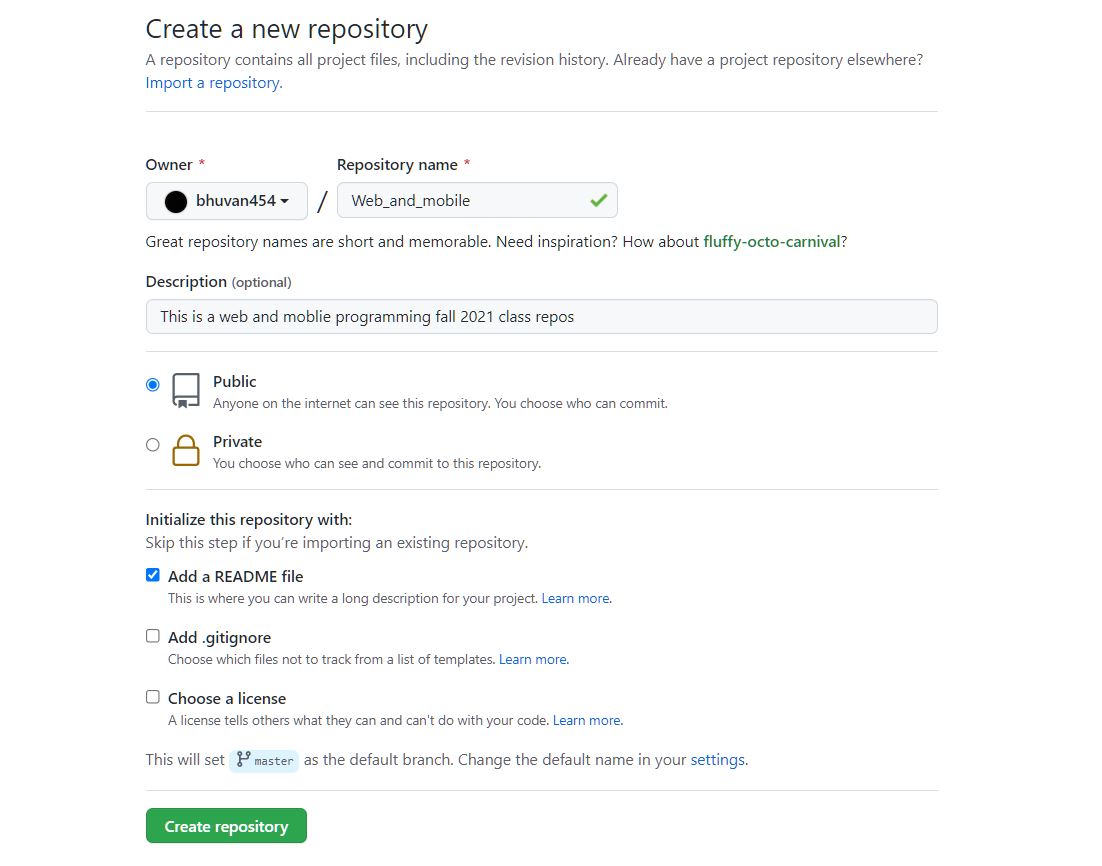 Create a new repository
A repository contains all project files, including the revision history. Already have a project repository elsewhere?
Import a repository.
Owner *
Repository name *
bhuvan454
/
Web_and_mobile
Great repository names are short and memorable. Need inspiration? How about fluffy-octo-carnival?
Description (optional)
This is a web and moblie programming fall 2021 class repos
Public
Anyone on the internet can see this repository. You choose who can commit.
Private
You choose who can see and commit to this repository.
Initialize this repository with:
Skip this step if you’re importing an existing repository.
Add a README file
This is where you can write a long description for your project. Learn more.
Add .gitignore
Choose which files not to track from a list of templates. Learn more.
Choose a license
A license tells others what they can and can't do with your code. Learn more.
This will set master as the default branch. Change the default name in your settings.
Create repository